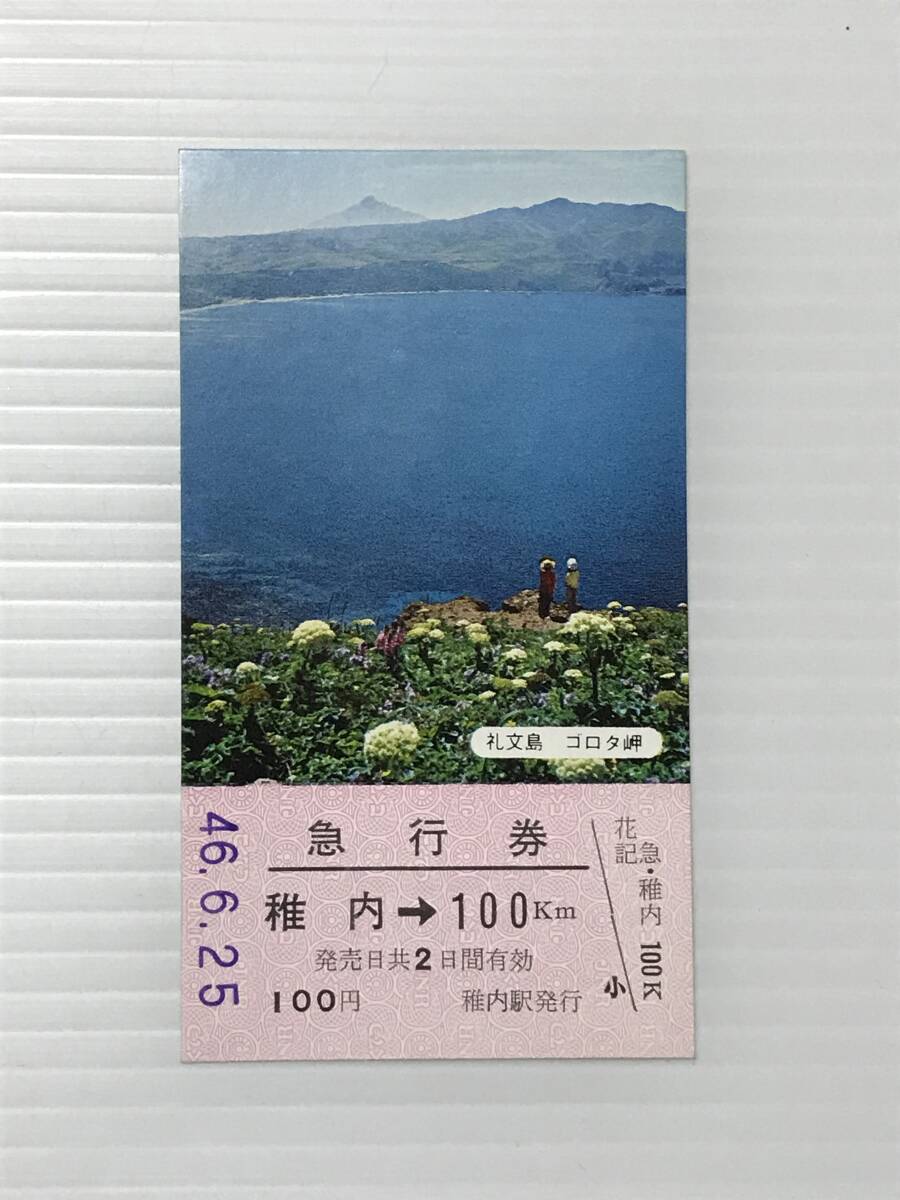 礼文島 ゴロタ岬
46.6.25
急行券
稚内→100Km
発売日共2日間有効
100円 稚内駅発行
花記
急・稚内 100K
小